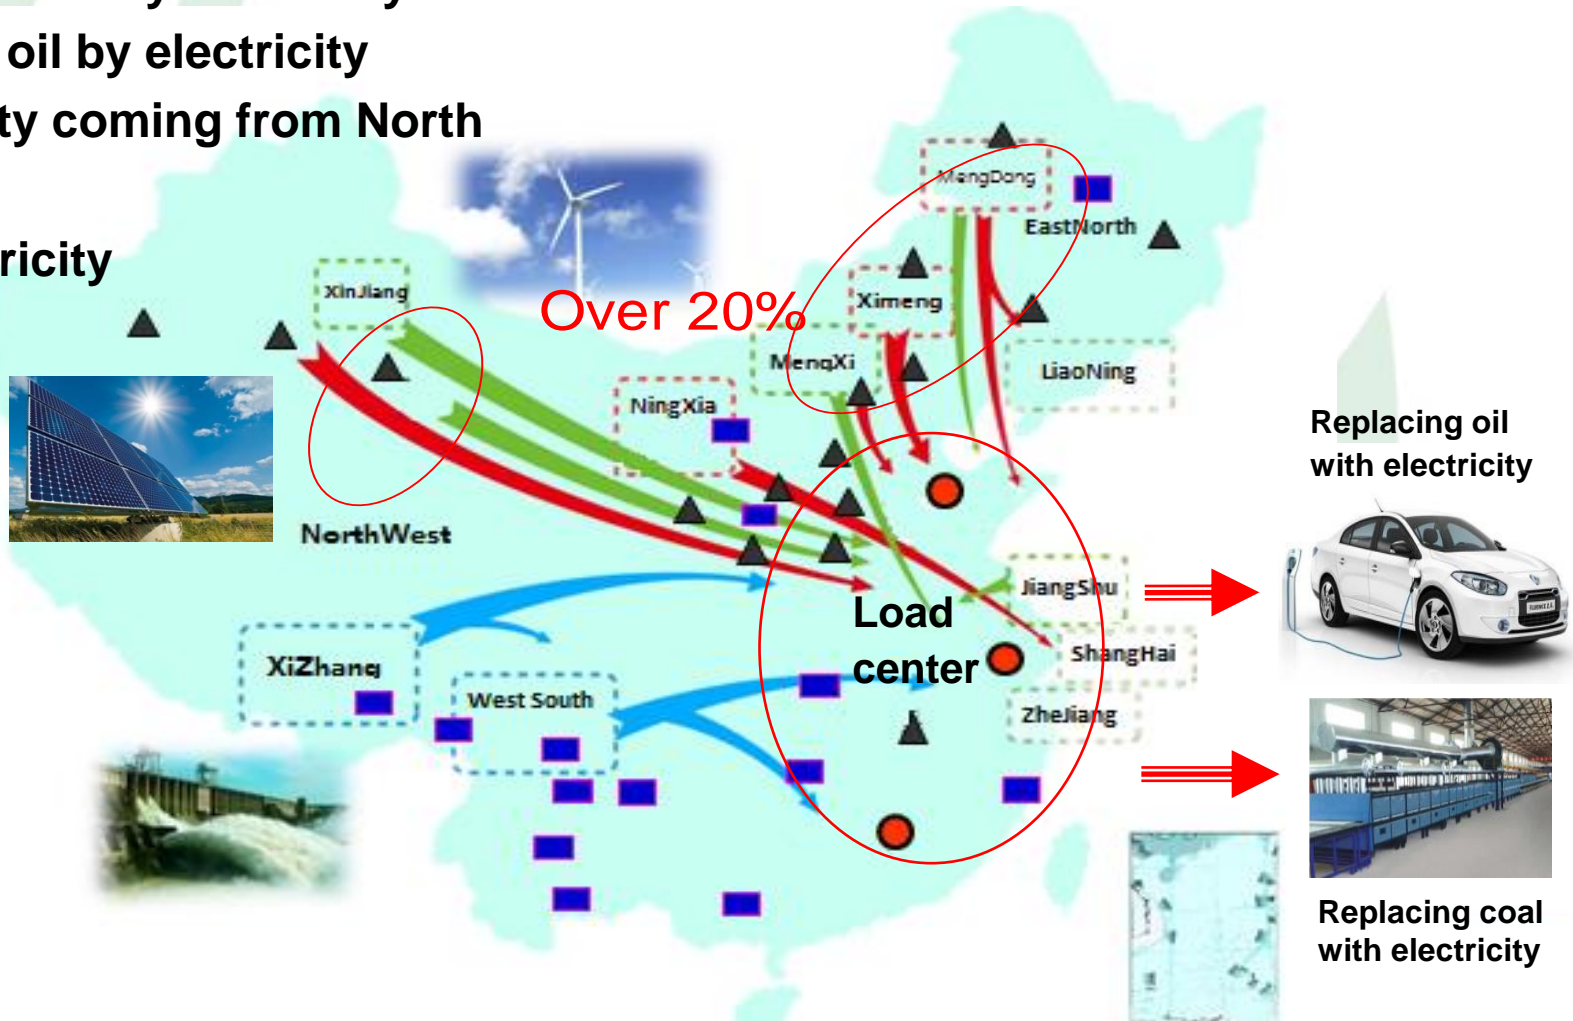 oil by electricity
ty coming from North
ricity
MengDong
EastNorth
XinJiang
Over 20%
Ximeng
MengXi
LiaoNing
NingXia
Replacing oil
with electricity
NorthWest
JiangShu
Load
center
ShangHai
XiZhang
West South
ZheJiang
Replacing coal
with electricity